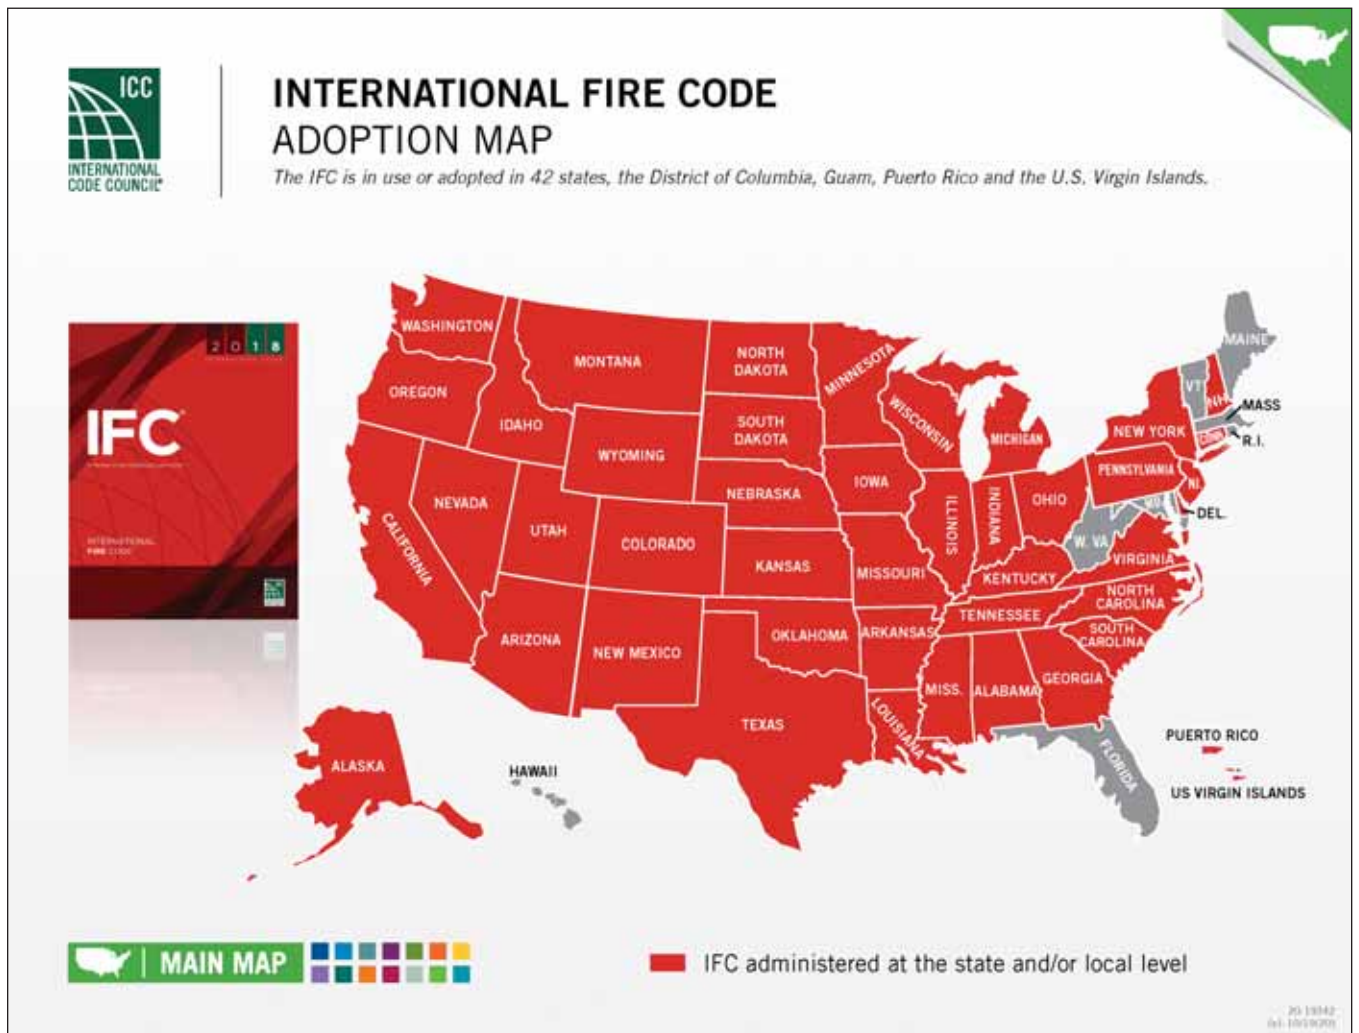 ICC
INTERNATIONAL
CODE COUNCIL®
INTERNATIONAL FIRE CODE
ADOPTION MAP
The IFC is in use or adopted in 42 states, the District of Columbia, Guam, Puerto Rico and the U.S. Virgin Islands.
2018
IFC
INTERNATIONAL
FIRE CODE
WASHINGTON
OREGON
IDAHO
MONTANA
NORTH
DAKOTA
MINNESOTA
WISCONSIN
MICHIGAN
SOUTH
DAKOTA
WYOMING
NEBRASKA
IOWA
NEVADA
UTAH
COLORADO
CALIFORNIA
KANSAS
MISSOURI
ILLINOIS
INDIANA
OHIO
KENTUCKY
TENNESSEE
ARIZONA
NEW MEXICO
OKLAHOMA
ARKANSAS
TEXAS
LOUISIANA
MISS.
ALABAMA
GEORGIA
FLORIDA
SOUTH
CAROLINA
NORTH
CAROLINA
VIRGINIA
W. VA
MD.
DEL.
PENNSYLVANIA
NJ.
NEW YORK
CONN.
R.I.
MASS
VT
NH
MAINE
ALASKA
HAWAII
PUERTO RICO
US VIRGIN ISLANDS
MAIN MAP
IFC administered at the state and/or local level